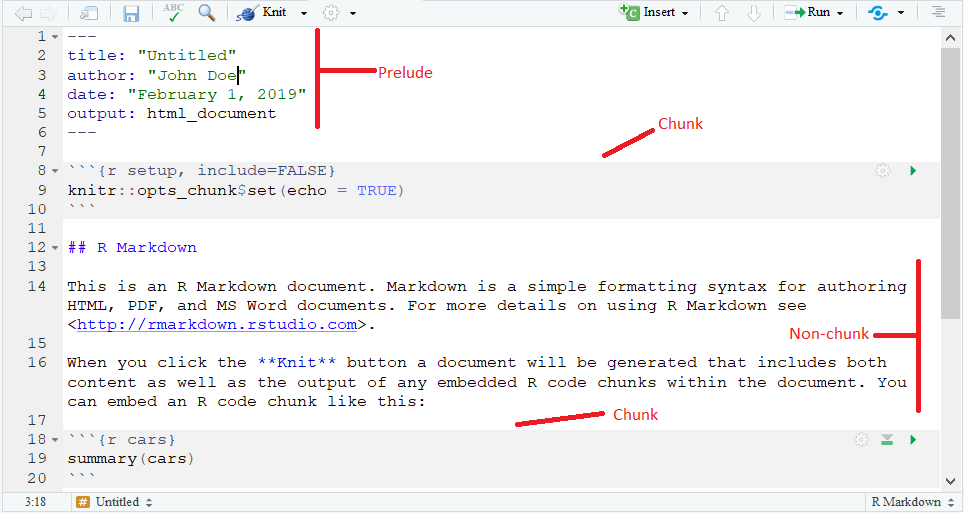 ABC Knit Insert Run
1 ---
2 title: "Untitled"
3 author: "John Doe"
Prelude
4 date: "February 1, 2019"
5 output: html_document
6 ---
7
Chunk
8 ```{r setup, include=FALSE}
9 knitr::opts_chunk$set(echo = TRUE)
10 ```
11
12 ## R Markdown
13
14 This is an R Markdown document. Markdown is a simple formatting syntax for authoring
HTML, PDF, and MS Word documents. For more details on using R Markdown see
<http://rmarkdown.rstudio.com>.
Non-chunk
15
16 When you click the **Knit** button a document will be generated that includes both
content as well as the output of any embedded R code chunks within the document. You
can embed an R code chunk like this:
Chunk
17
18 ```{r cars}
19 summary(cars)
20 ```
3:18 # Untitled R Markdown